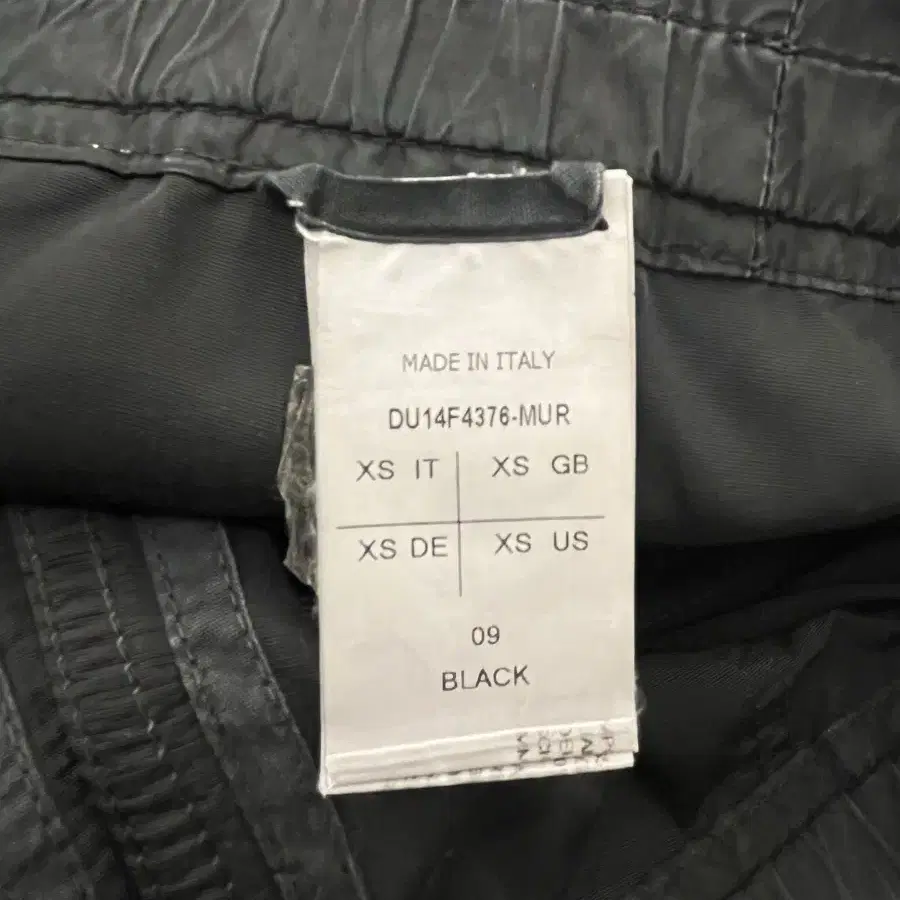 MADE IN ITALY
DU14F4376-MUR
XS IT XS GB
XS DE XS US
09
BLACK